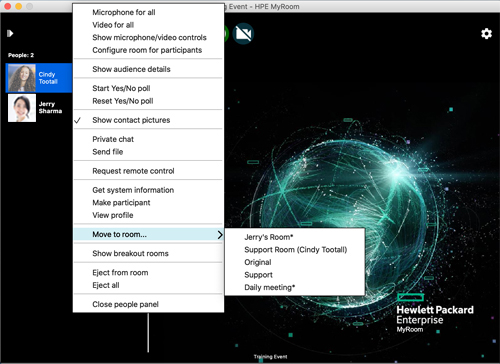 ning Event - HPE MyRoom
People: 2
Cindy
Tootall
Jerry
Sharma
Microphone for all
Video for all
Show microphone/video controls
Configure room for participants
Show audience details
Start Yes/No poll
Reset Yes/No poll
✓ Show contact pictures
Private chat
Send file
Request remote control
Get system information
Make participant
View profile
Move to room...
Show breakout rooms
Eject from room
Eject all
Close people panel
Jerry's Room*
Support Room (Cindy Tootall)
Original
Support
Daily meeting*
Hewlett Packard
Enterprise
MyRoom
Training Event